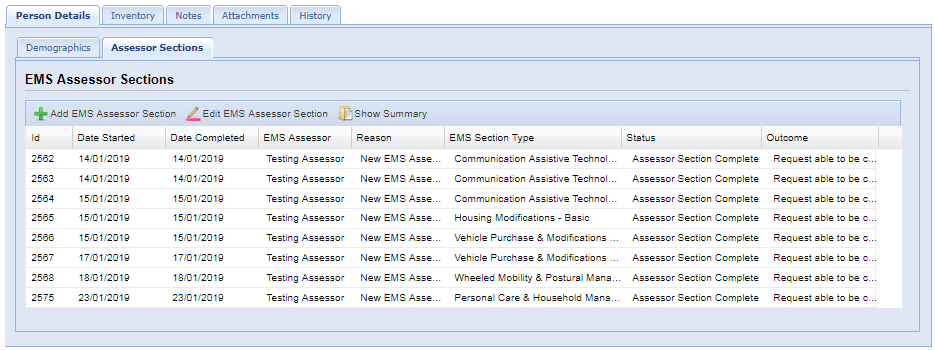 Person Details Inventory Notes Attachments History
Demographics Assessor Sections
EMS Assessor Sections
Add EMS Assessor Section Edit EMS Assessor Section Show Summary
Id Date Started Date Completed EMS Assessor Reason EMS Section Type Status Outcome
2562 14/01/2019 14/01/2019 Testing Assessor New EMS Asse... Communication Assistive Technol... Assessor Section Complete Request able to be c...
2563 14/01/2019 14/01/2019 Testing Assessor New EMS Asse... Communication Assistive Technol... Assessor Section Complete Request able to be c...
2564 15/01/2019 15/01/2019 Testing Assessor New EMS Asse... Communication Assistive Technol... Assessor Section Complete Request able to be c...
2565 15/01/2019 15/01/2019 Testing Assessor New EMS Asse... Housing Modifications - Basic Assessor Section Complete Request able to be c...
2566 15/01/2019 15/01/2019 Testing Assessor New EMS Asse... Vehicle Purchase & Modifications ... Assessor Section Complete Request able to be c...
2567 17/01/2019 17/01/2019 Testing Assessor New EMS Asse... Vehicle Purchase & Modifications ... Assessor Section Complete Request able to be c...
2568 18/01/2019 18/01/2019 Testing Assessor New EMS Asse... Wheeled Mobility & Postural Mana... Assessor Section Complete Request able to be c...
2575 23/01/2019 23/01/2019 Testing Assessor New EMS Asse... Personal Care & Household Mana... Assessor Section Complete Request able to be c...